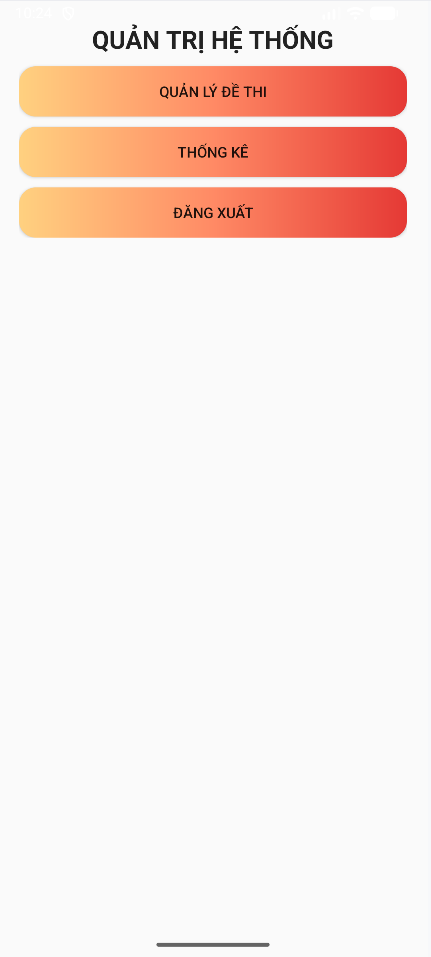 QUẢN TRỊ HỆ THỐNG
QUẢN LÝ ĐỀ THI
THỐNG KÊ
ĐĂNG XUẤT